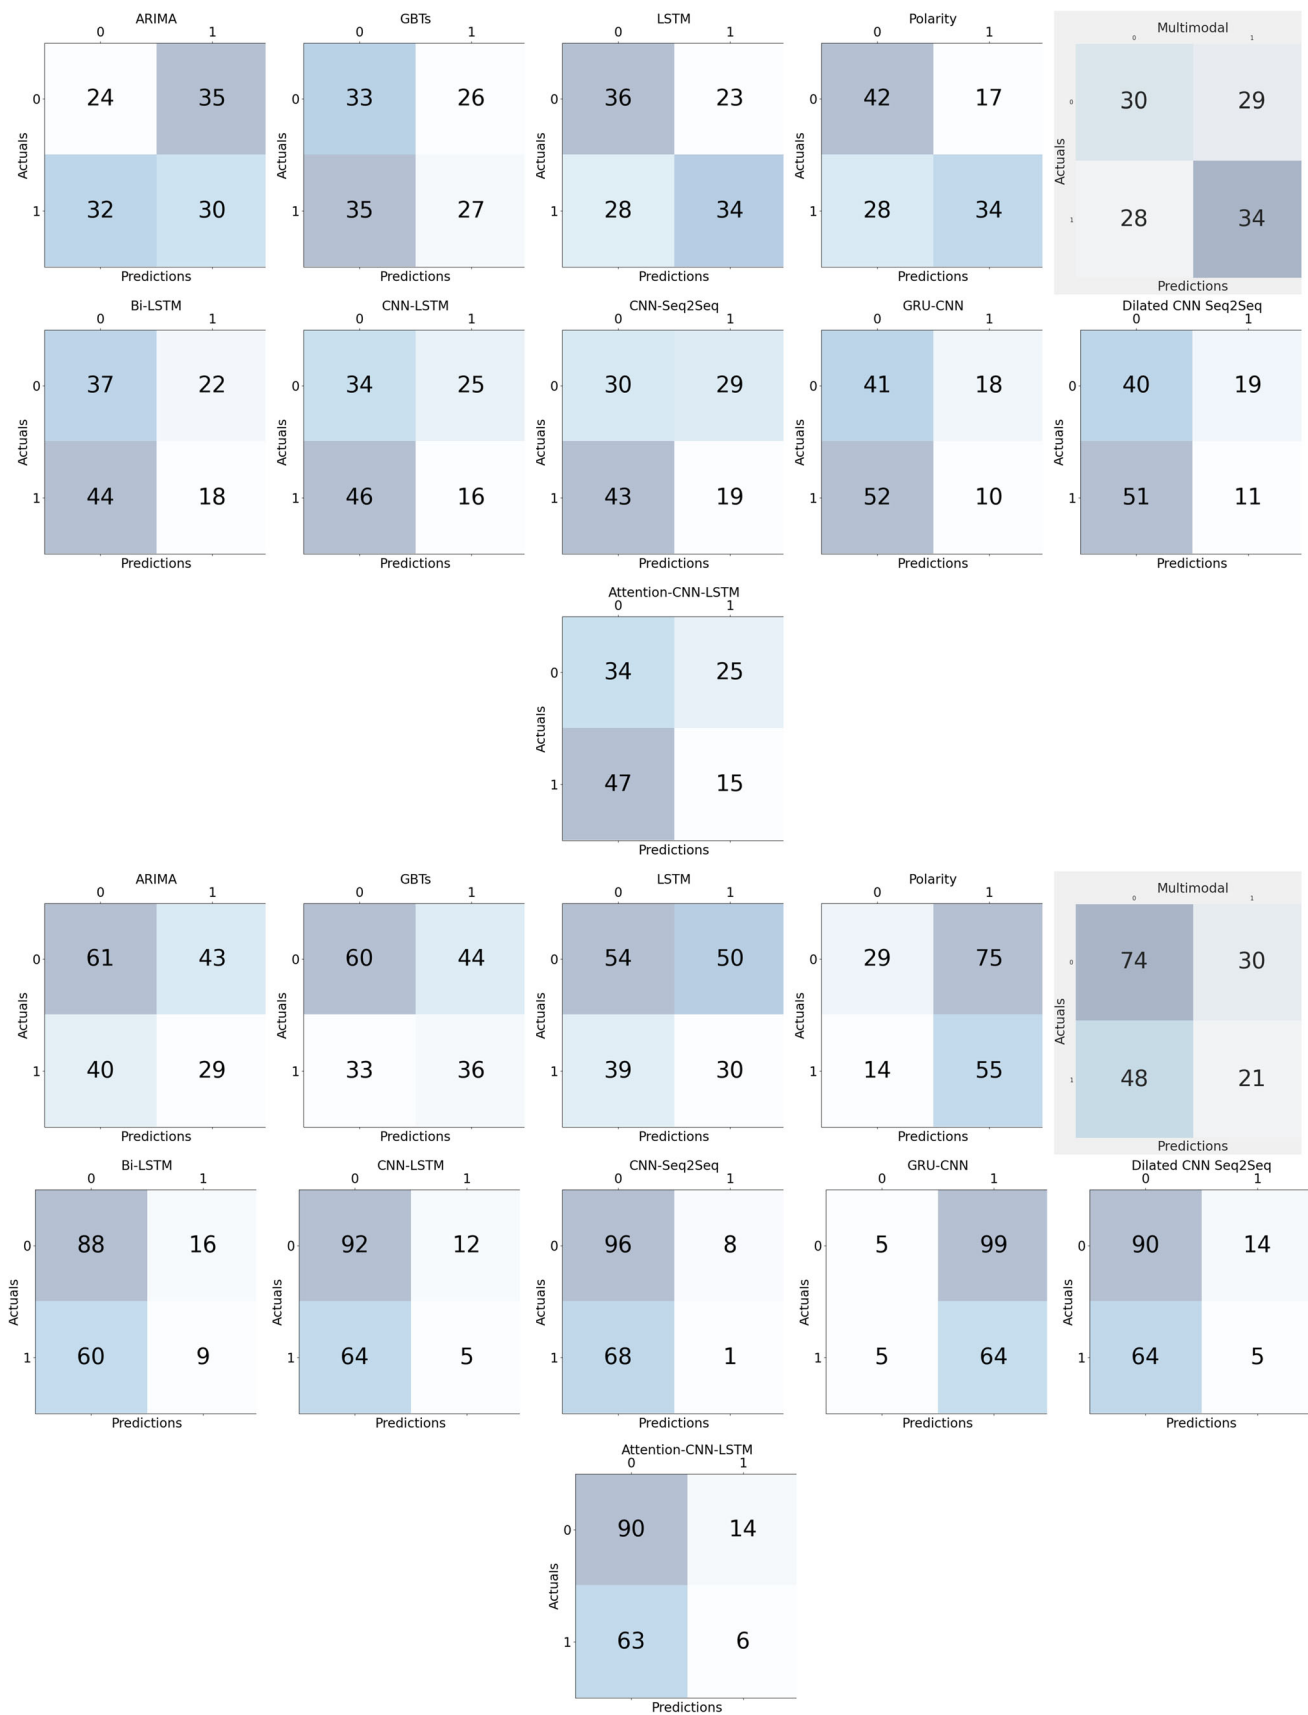 ARIMA GBTs LSTM Polarity Multimodal
0 1 0 1 0 1 0 1 0 1
0 24 35 0 33 26 0 36 23 0 42 17 0 30 29
Actuals Actuals Actuals Actuals Actuals
1 32 30 1 35 27 1 28 34 1 28 34 1 28 34
Predictions Predictions Predictions Predictions Predictions
Bi-LSTM CNN-LSTM CNN-Seq2Seq GRU-CNN Dilated CNN Seq2Seq
0 1 0 1 0 1 0 1 0 1
0 37 22 0 34 25 0 30 29 0 41 18 0 40 19
Actuals Actuals Actuals Actuals Actuals
1 44 18 1 46 16 1 43 19 1 52 10 1 51 11
Predictions Predictions Predictions Predictions Predictions
Attention-CNN-LSTM
0 1
0 34 25
Actuals
1 47 15
Predictions
ARIMA GBTs LSTM Polarity Multimodal
0 1 0 1 0 1 0 1 0 1
0 61 43 0 60 44 0 54 50 0 29 75 0 74 30
Actuals Actuals Actuals Actuals Actuals
1 40 29 1 33 36 1 39 30 1 14 55 1 48 21
Predictions Predictions Predictions Predictions Predictions
Bi-LSTM CNN-LSTM CNN-Seq2Seq GRU-CNN Dilated CNN Seq2Seq
0 1 0 1 0 1 0 1 0 1
0 88 16 0 92 12 0 96 8 0 5 99 0 90 14
Actuals Actuals Actuals Actuals Actuals
1 60 9 1 64 5 1 68 1 1 5 64 1 64 5
Predictions Predictions Predictions Predictions Predictions
Attention-CNN-LSTM
0 1
0 90 14
Actuals
1 63 6
Predictions